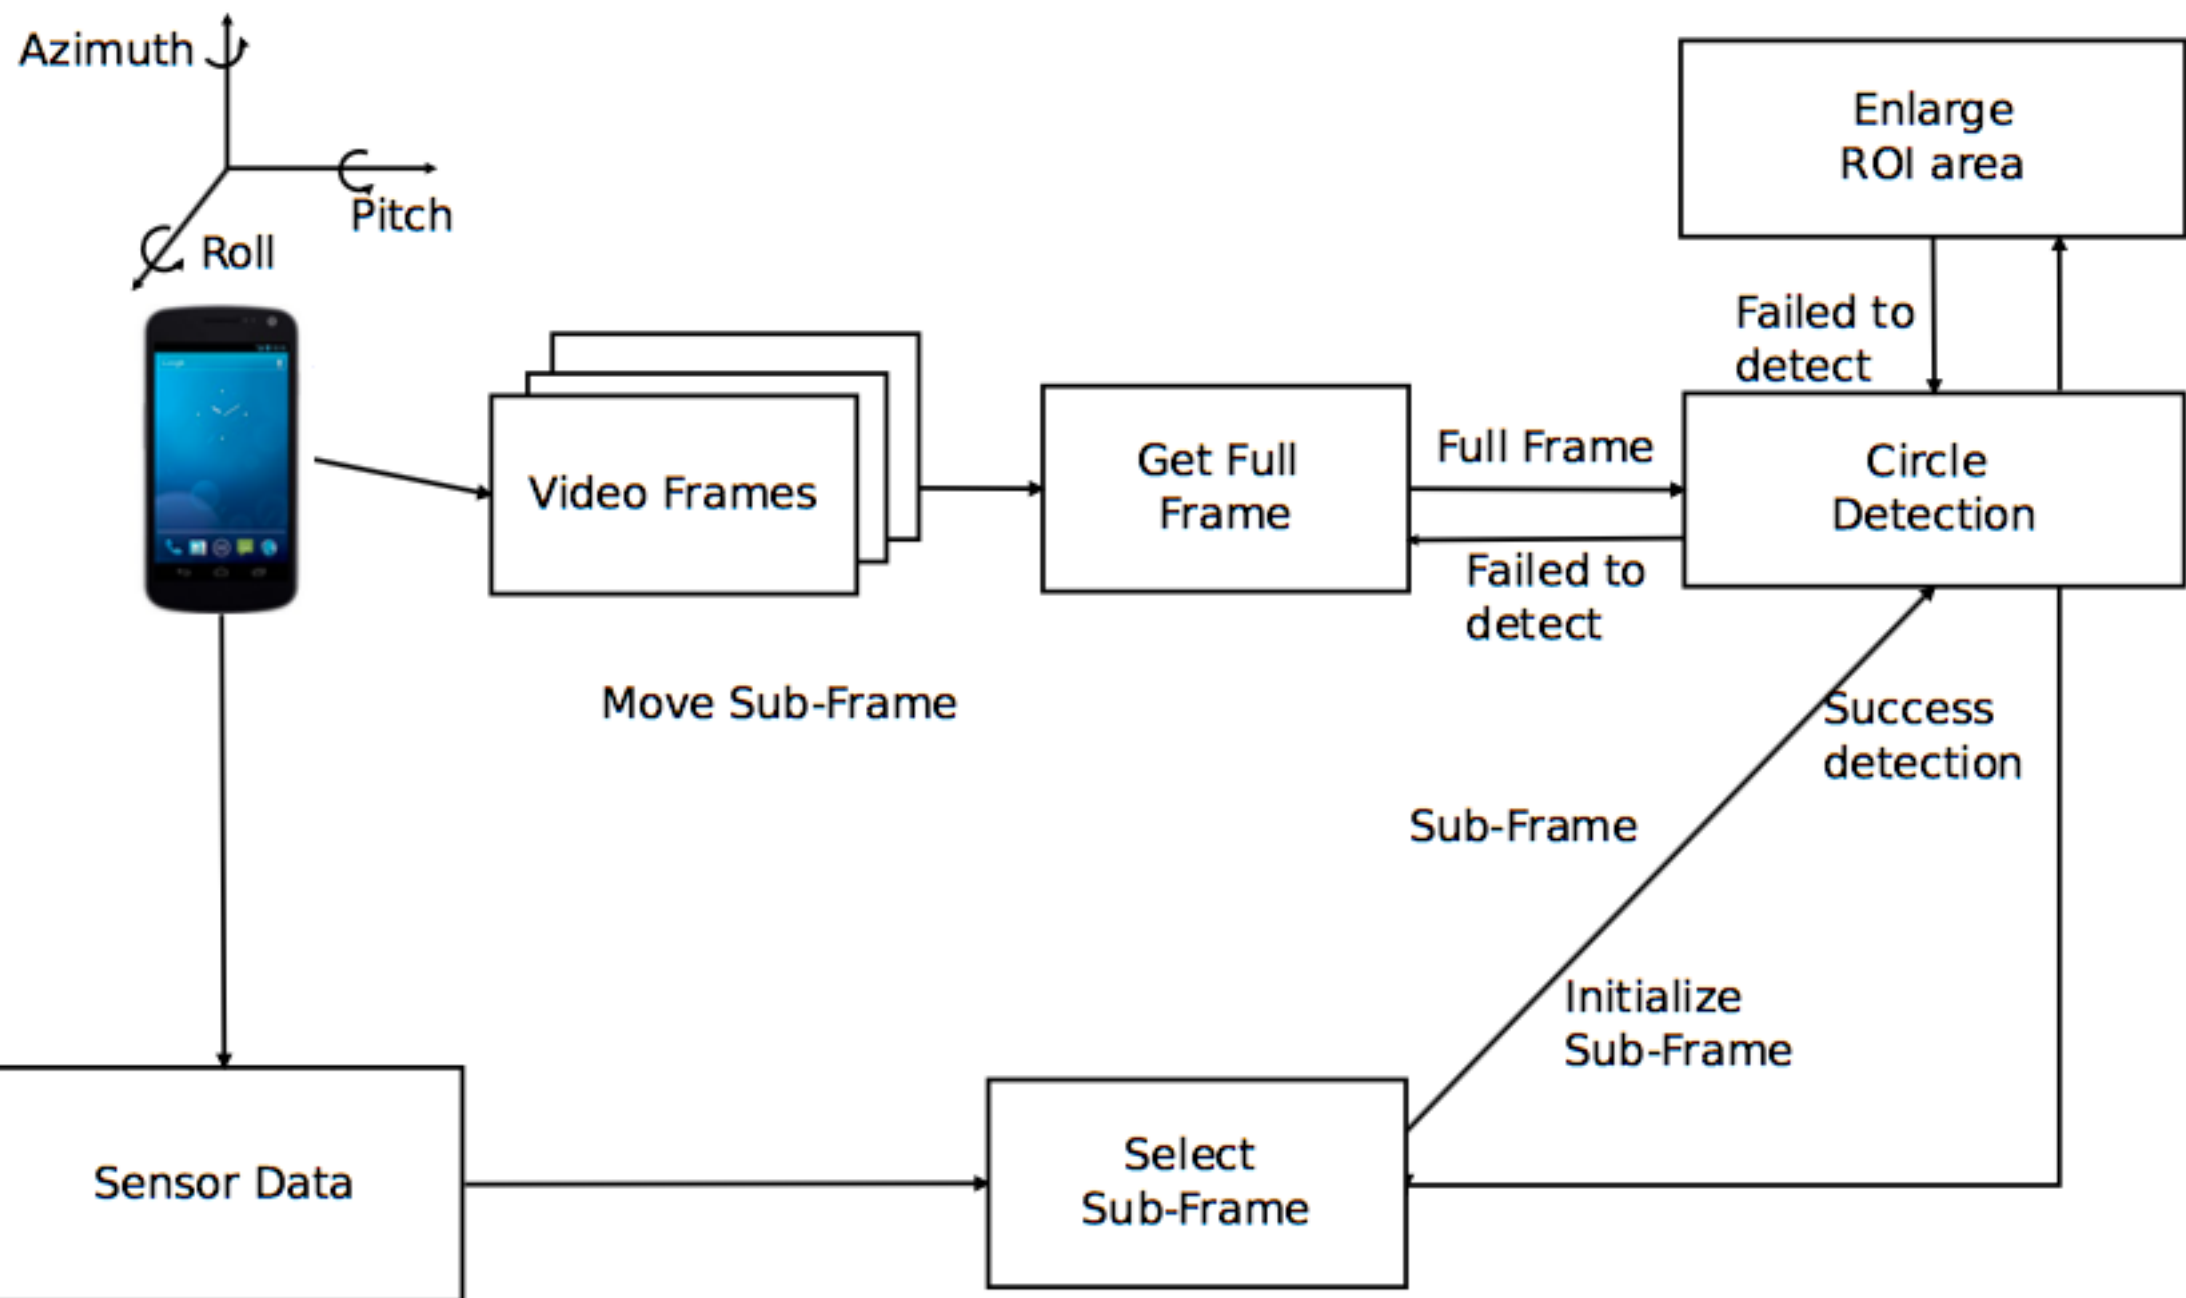 Azimuth
Pitch
Roll
Enlarge
ROI area
Failed to
detect
Video Frames
Get Full
Frame
Full Frame
Circle
Detection
Failed to
detect
Move Sub-Frame
Success
detection
Sub-Frame
Initialize
Sub-Frame
Sensor Data
Select
Sub-Frame